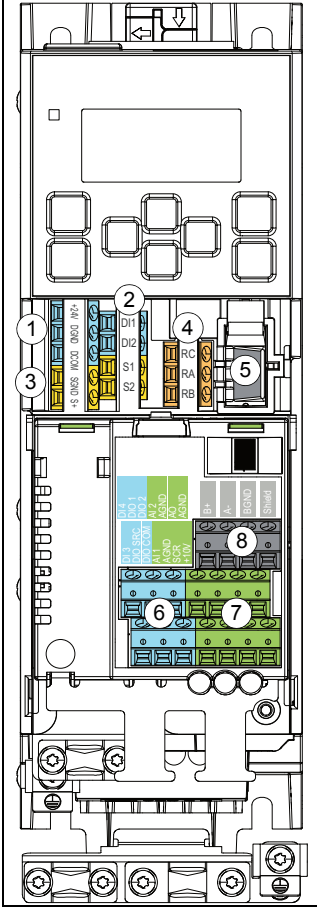 2
1
+24V DGND DCOM SGND S+
DI1
DI2
S1
S2
3
4
RC
RA
RB
5
DI 4
DIO 1
DIO 2
AI 2
AGND
AO
AGND
B+
A-
BGND
Shield
DI 3
DIO SRC
DIO COM
AI 1
AGND
SCR
+10V
8
6
7